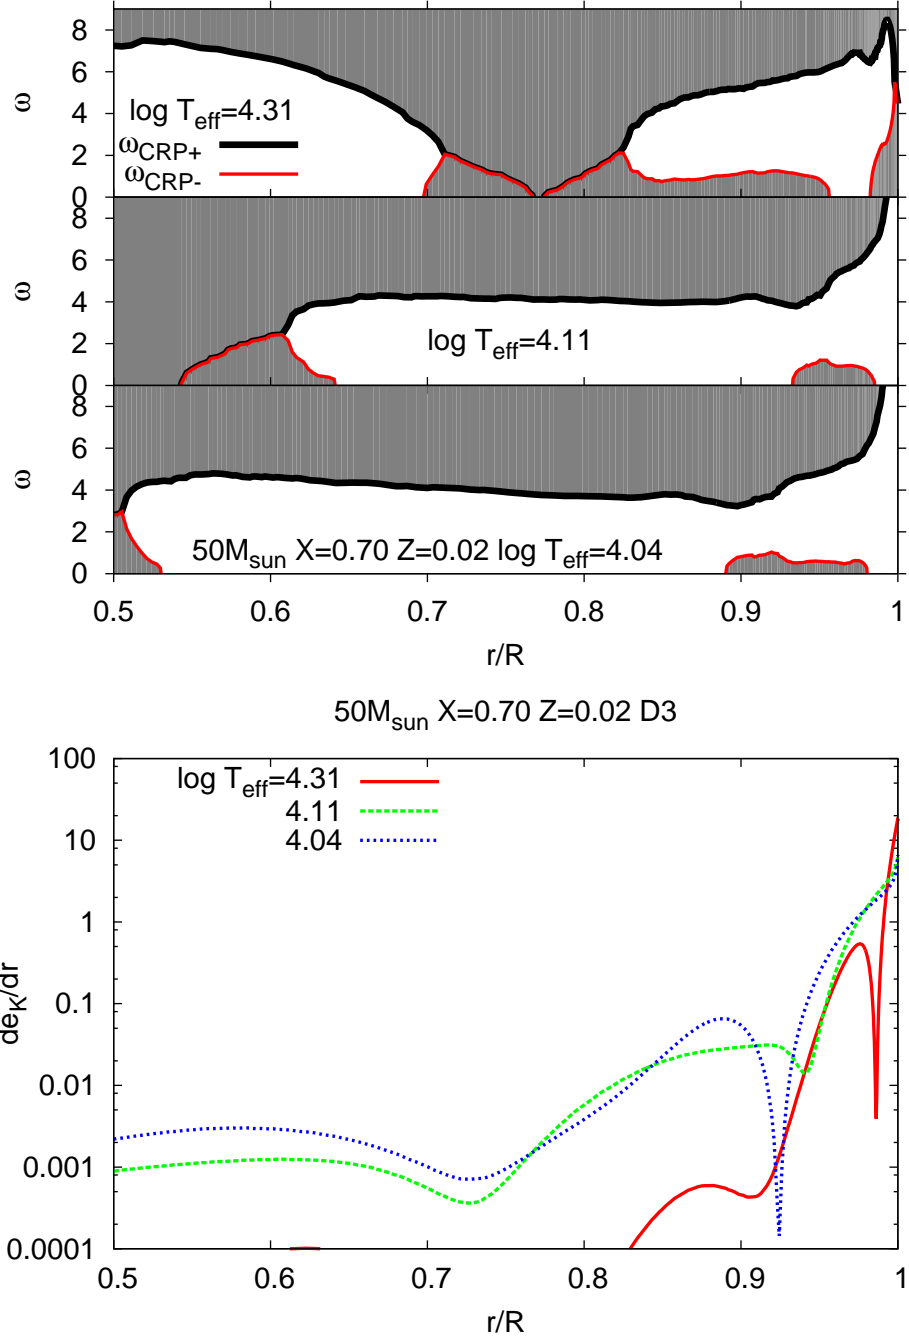 8
6
4
2
0
ω
log T_eff=4.31
ω_CRP+
ω_CRP-
8
6
4
2
0
ω
log T_eff=4.11
8
6
4
2
0
ω
50M_sun X=0.70 Z=0.02 log T_eff=4.04
0.5 0.6 0.7 0.8 0.9 1
r/R
50M_sun X=0.70 Z=0.02 D3
100
10
1
0.1
0.01
0.001
0.0001
de_K/dr
log T_eff=4.31
4.11
4.04
0.5 0.6 0.7 0.8 0.9 1
r/R